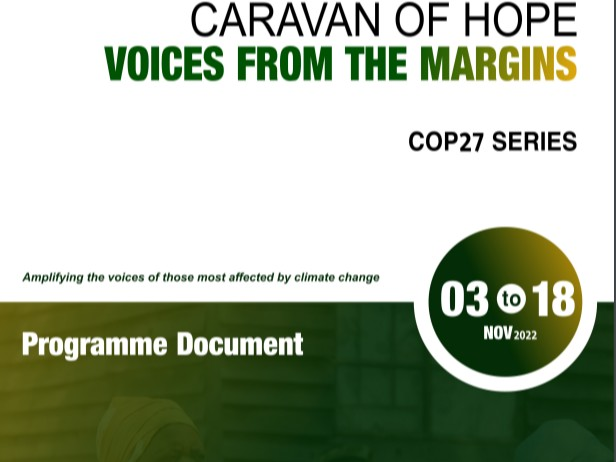 CARAVAN OF HOPE
VOICES FROM THE MARGINS
COP27 SERIES
Amplifying the voices of those most affected by climate change
03 to 18
NOV 2022
Programme Document